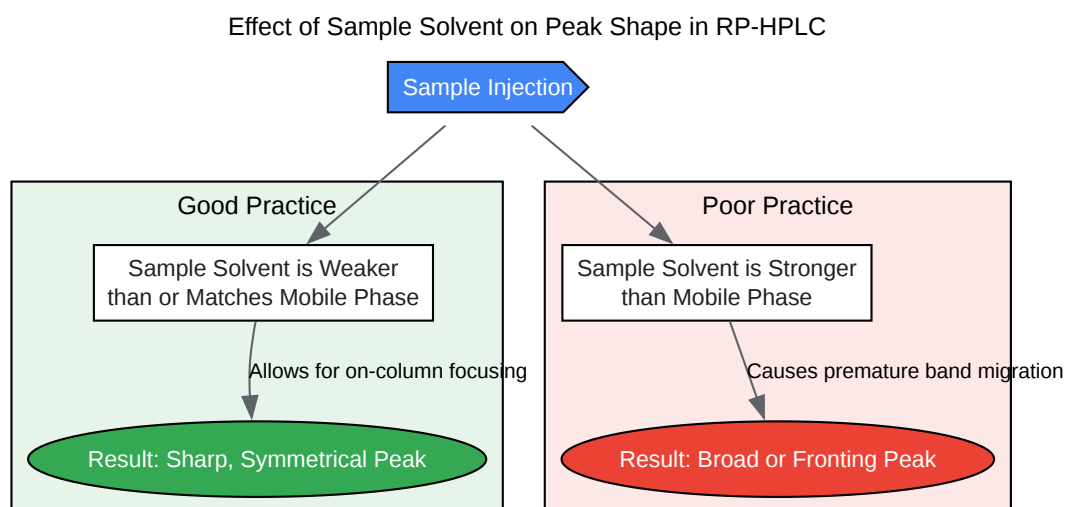 Effect of Sample Solvent on Peak Shape in RP-HPLC
Sample Injection
Good Practice
Sample Solvent is Weaker
than or Matches Mobile Phase
Allows for on-column focusing
Result: Sharp, Symmetrical Peak
Poor Practice
Sample Solvent is Stronger
than Mobile Phase
Causes premature band migration
Result: Broad or Fronting Peak